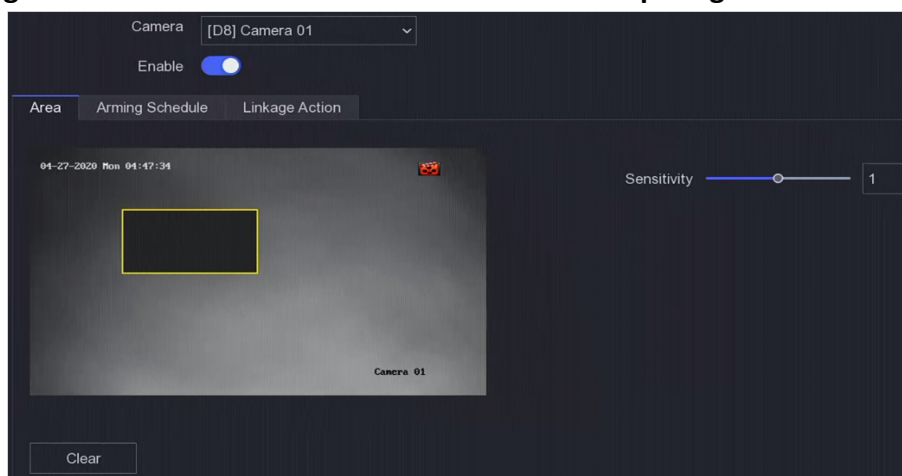 Camera [D8] Camera 01
Enable
Area Arming Schedule Linkage Action
04-27-2020 Mon 04:47:34
Sensitivity 1
Camera 01
Clear